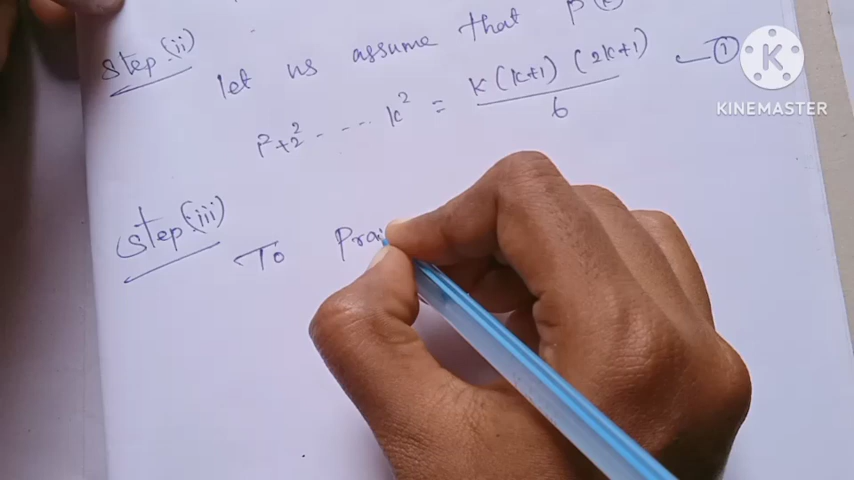 Step (ii)
let us assume that P(k)
1²+2² - - - .. k² = k(k+1)(2k+1)/6 — ①
Step (iii)
To
K
KINEMASTER